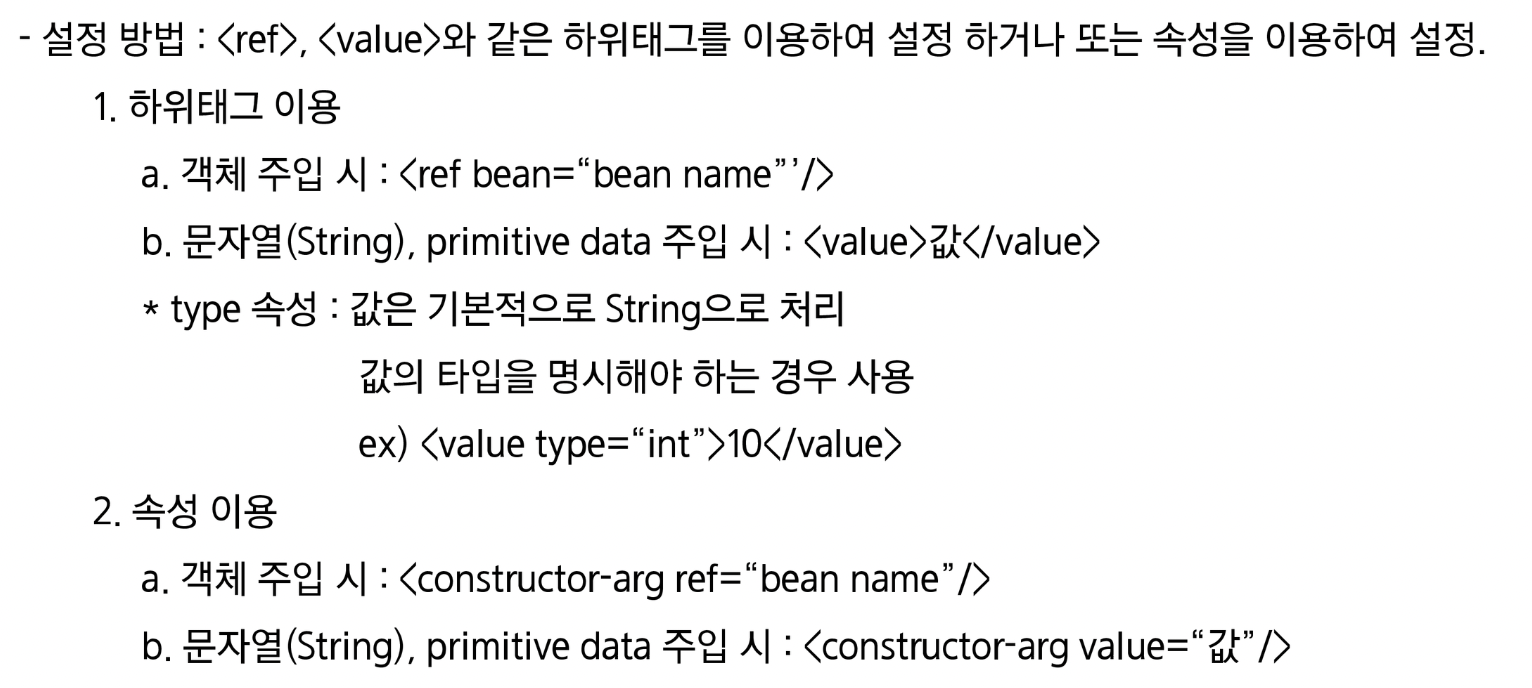 - 설정 방법 : <ref>, <value>와 같은 하위태그를 이용하여 설정 하거나 또는 속성을 이용하여 설정.
1. 하위태그 이용
a. 객체 주입 시 : <ref bean=“bean name”’/>
b. 문자열(String), primitive data 주입 시 : <value>값</value>
* type 속성 : 값은 기본적으로 String으로 처리
값의 타입을 명시해야 하는 경우 사용
ex) <value type=“int”>10</value>
2. 속성 이용
a. 객체 주입 시 : <constructor-arg ref=“bean name”/>
b. 문자열(String), primitive data 주입 시 : <constructor-arg value=“값”/>